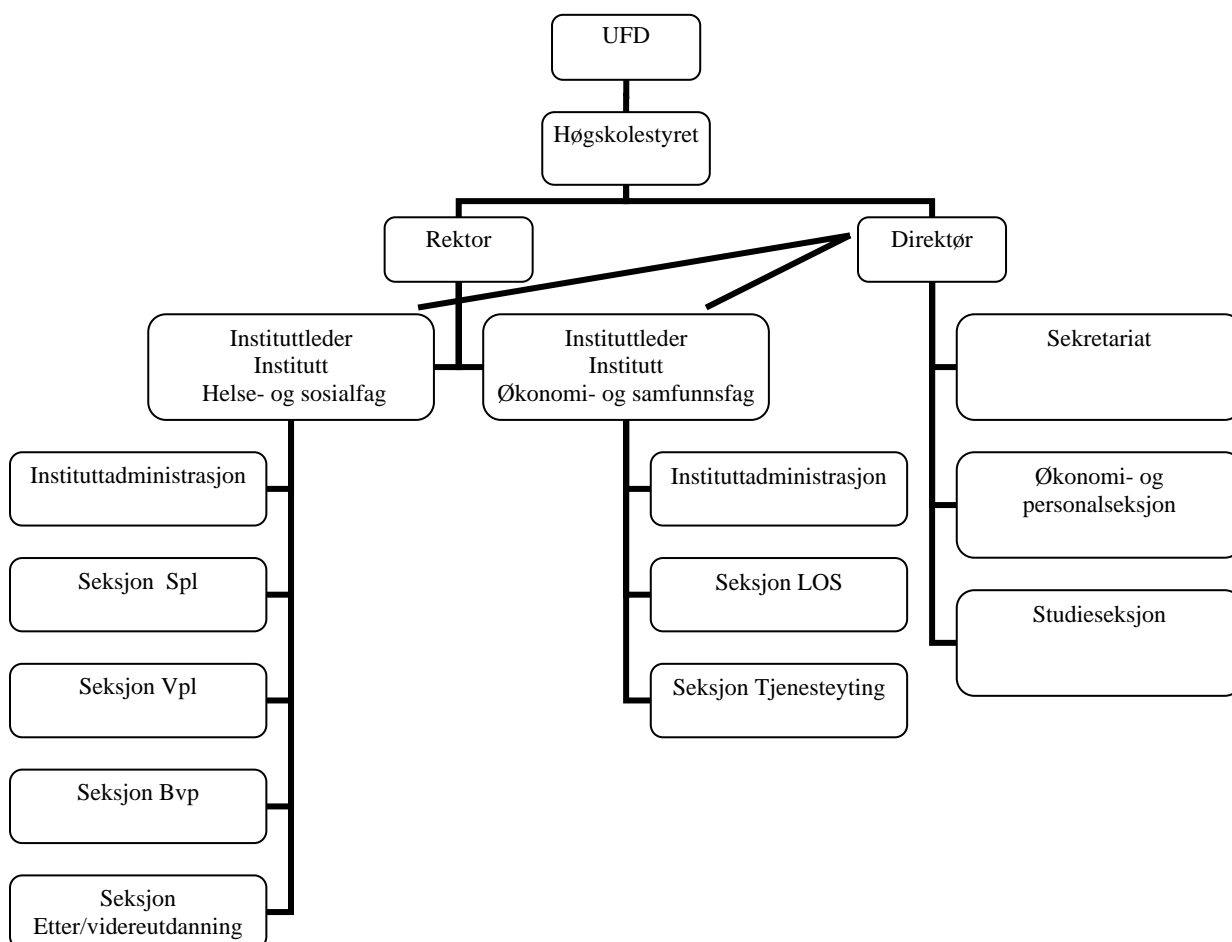 UFD
Høgskolestyret
Rektor
Direktør
Instituttleder
Institutt
Helse- og sosialfag
Instituttleder
Institutt
Økonomi- og samfunnsfag
Sekretariat
Instituttadministrasjon
Instituttadministrasjon
Økonomi- og
personalseksjon
Seksjon Spl
Seksjon LOS
Studieseksjon
Seksjon Vpl
Seksjon Tjenesteyting
Seksjon Bvp
Seksjon
Etter/videreutdanning